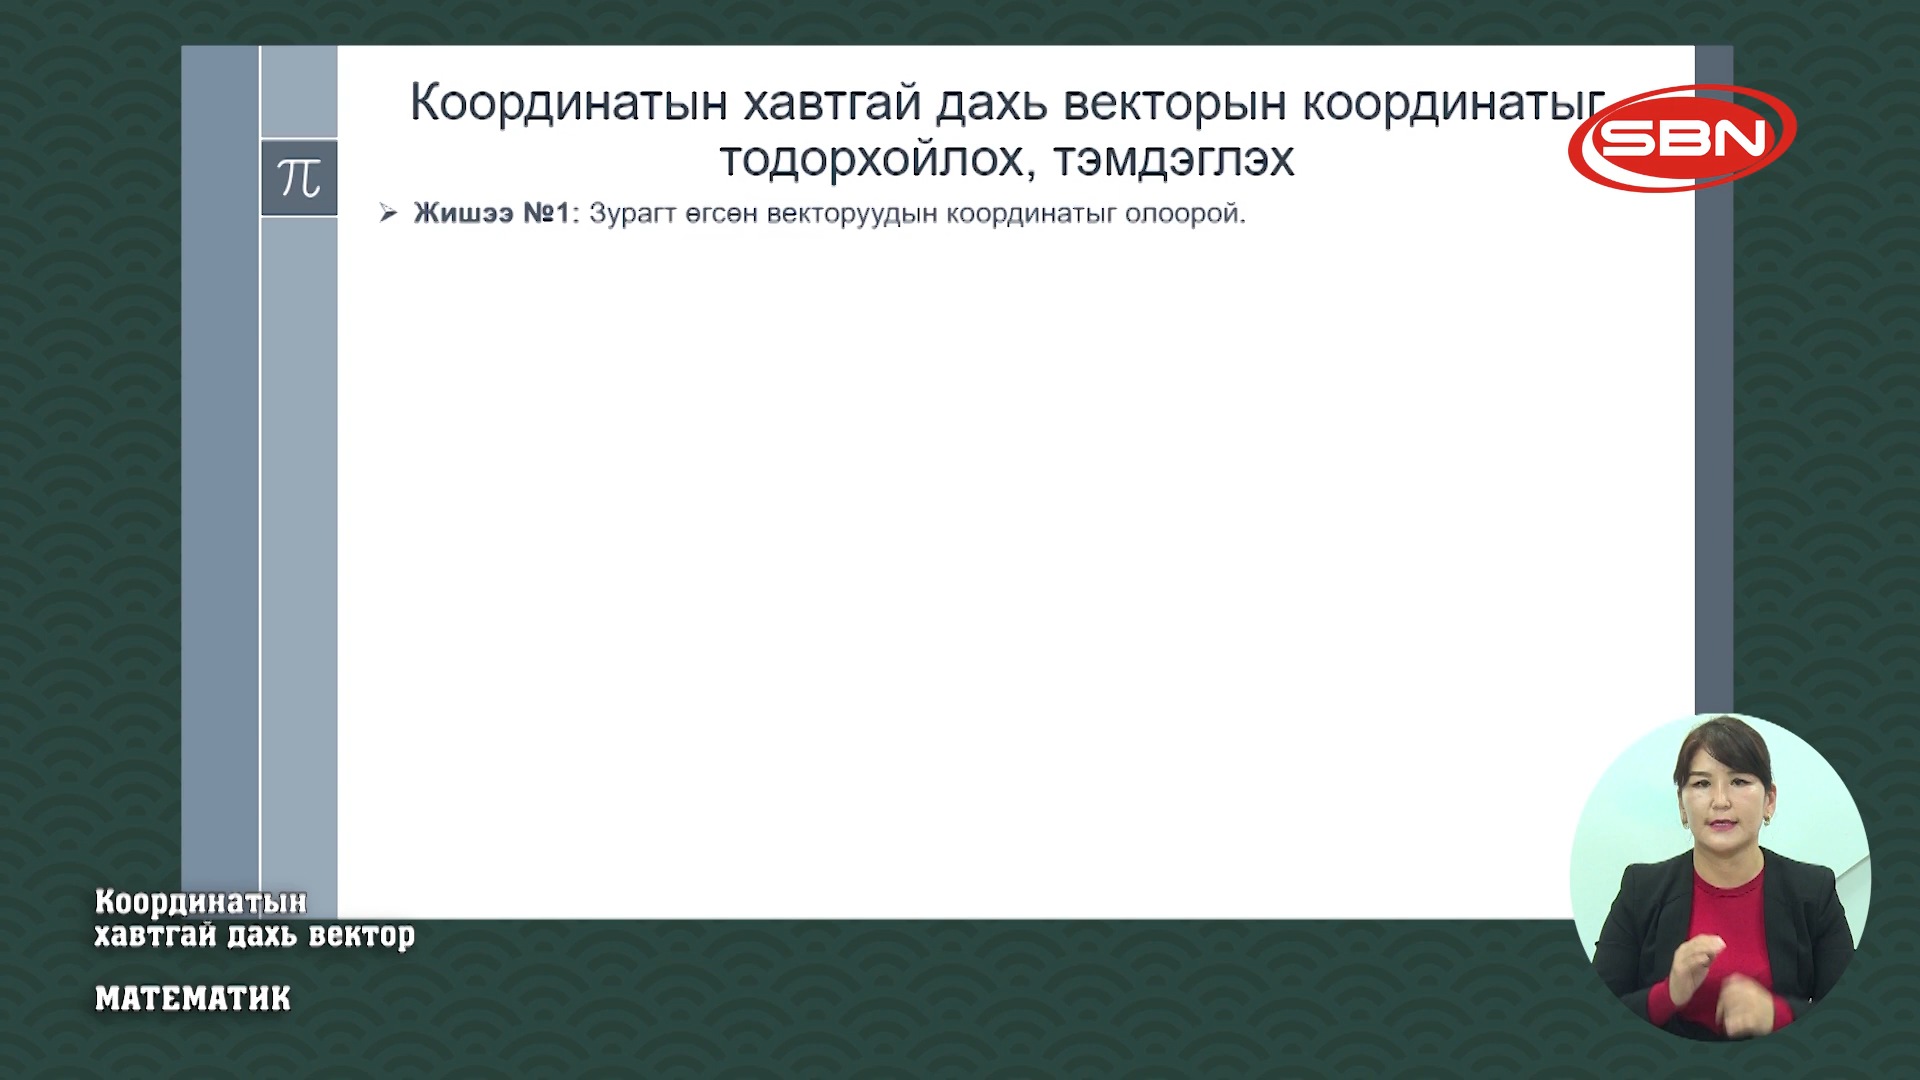 Координатын хавтгай дахь векторын координатыг
тодорхойлох, тэмдэглэх
SBN
π
➢ Жишээ №1: Зурагт өгсөн векторуудын координатыг олоорой.
Координатын
хавтгай дахь вектор
МАТЕМАТИК